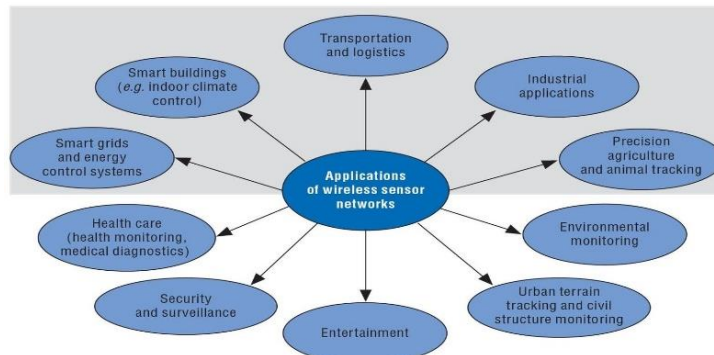 Transportation
and logistics
Smart buildings
(e.g. indoor climate
control)
Industrial
applications
Smart grids
and energy
control systems
Applications
of wireless sensor
networks
Precision
agriculture
and animal tracking
Health care
(health monitoring,
medical diagnostics)
Environmental
monitoring
Security
and surveillance
Entertainment
Urban terrain
tracking and civil
structure monitoring